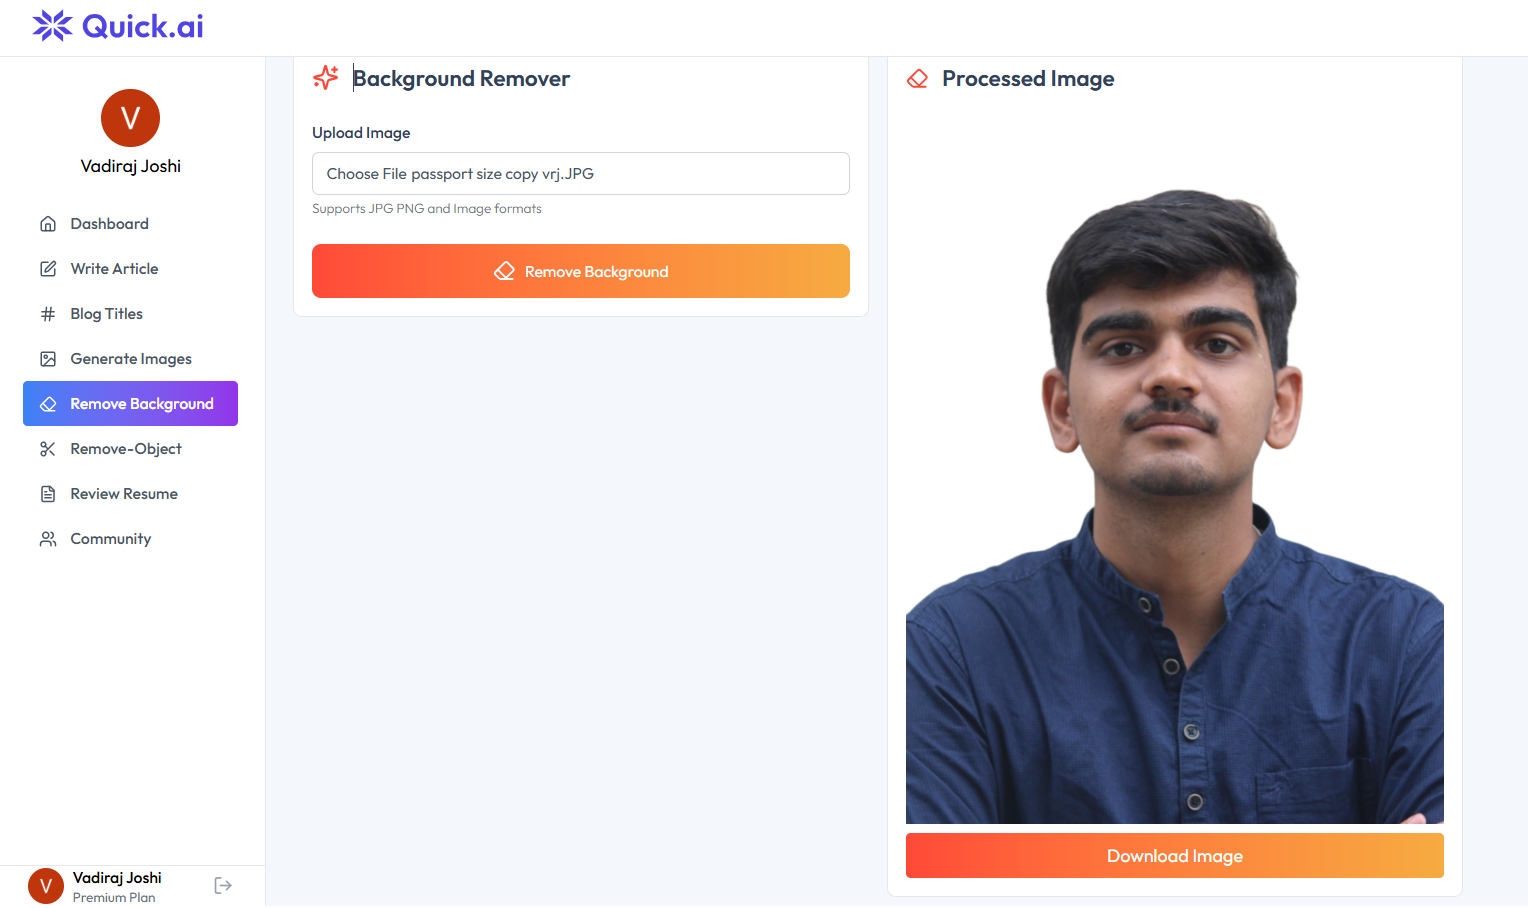 Quick.ai
V
Vadiraj Joshi
Dashboard
Write Article
Blog Titles
Generate Images
Remove Background
Remove-Object
Review Resume
Community
V
Vadiraj Joshi
Premium Plan
Background Remover
Upload Image
Choose File passport size copy vrj.JPG
Supports JPG PNG and Image formats
Remove Background
Processed Image
Download Image